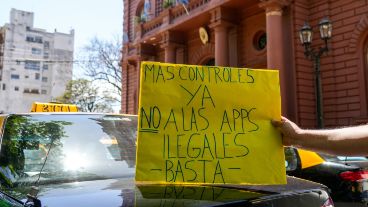 MAS CONTROLES
YA
NO A LAS APPS
ILEGALES
- BASTA -